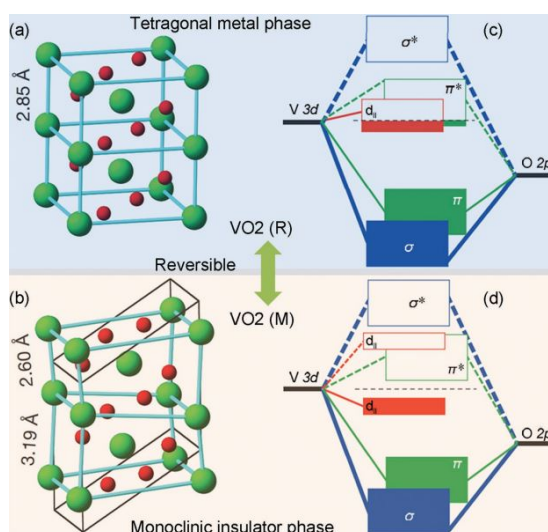 (a)
Tetragonal metal phase
(c)
2.85 Å
σ*
π*
V 3d
d||
O 2p
π
σ
VO2 (R)
Reversible
VO2 (M)
(b)
(d)
2.60 Å
3.19 Å
σ*
d||
π*
V 3d
d||
O 2p
π
σ
Monoclinic insulator phase